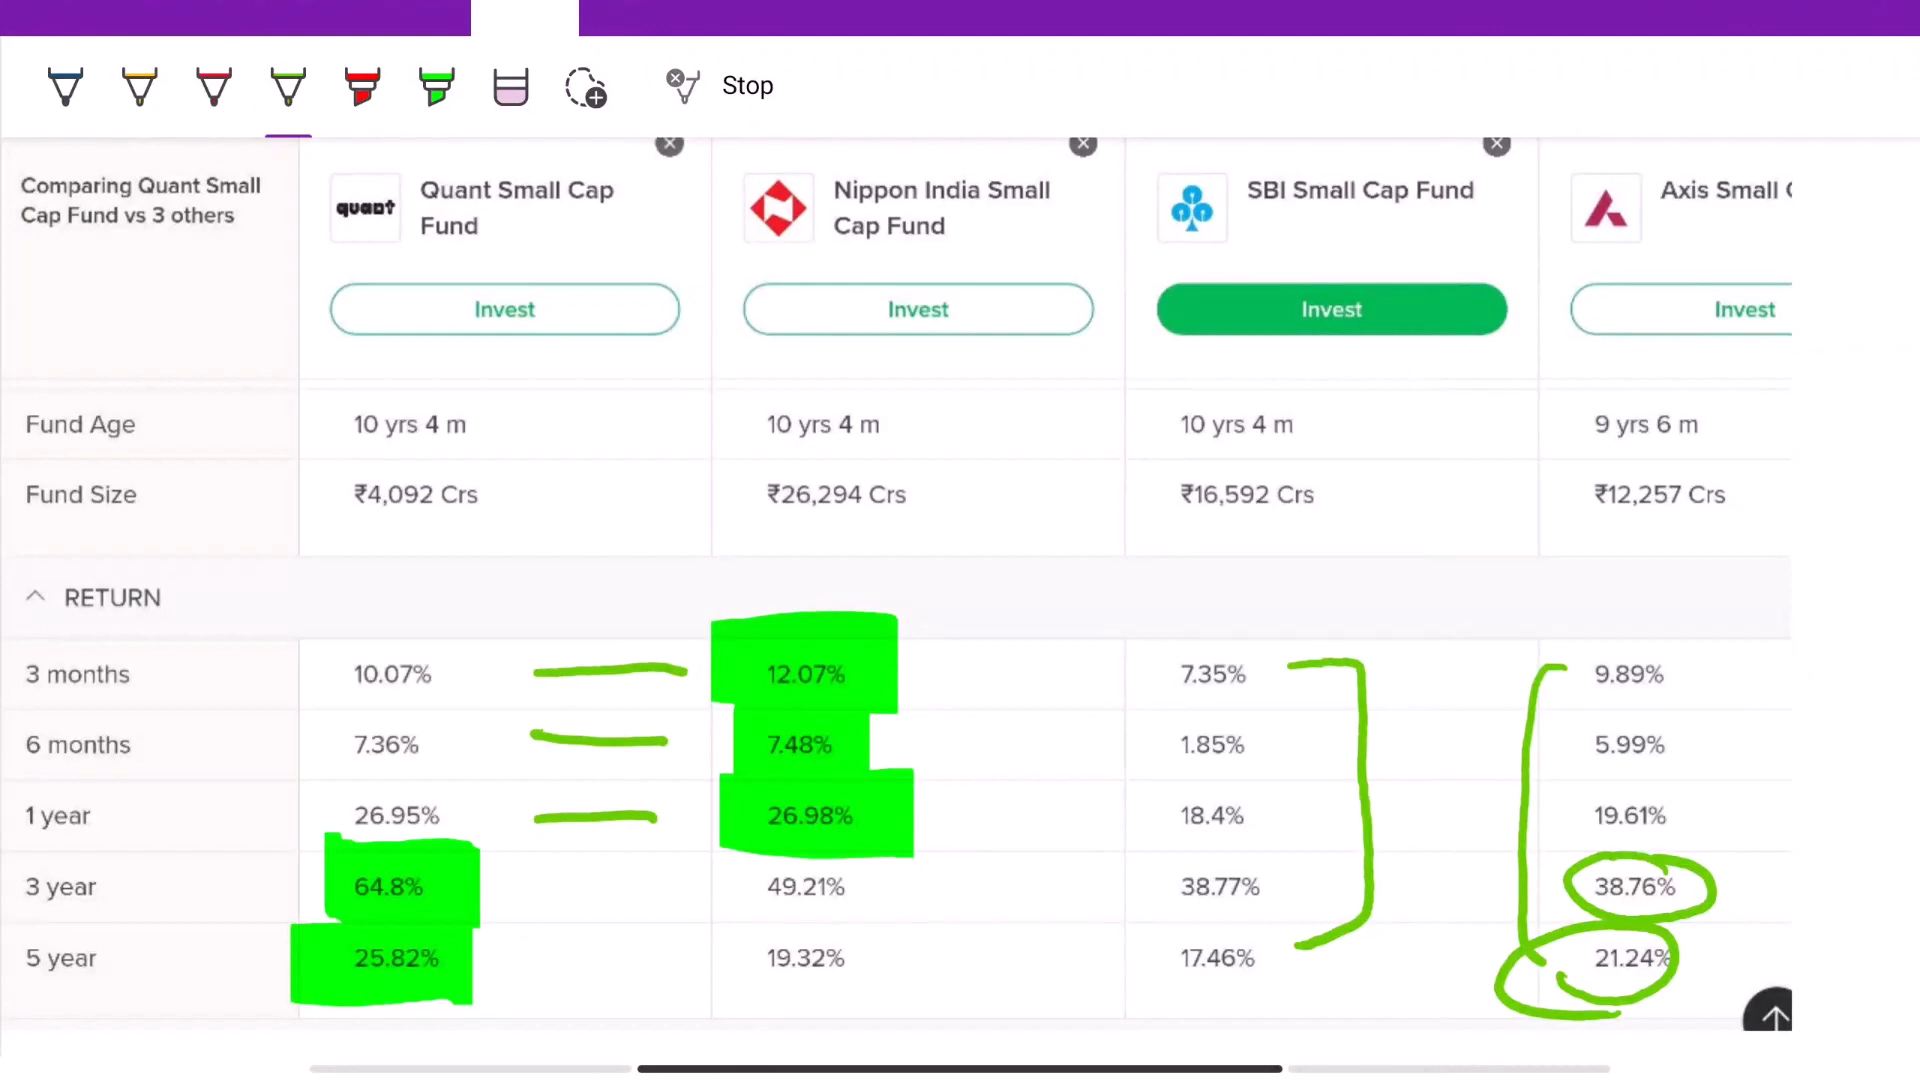 Stop
Comparing Quant Small
Cap Fund vs 3 others
quant
Quant Small Cap
Fund
Invest
Nippon India Small
Cap Fund
Invest
SBI Small Cap Fund
Invest
Axis Small
Invest
Fund Age 10 yrs 4 m 10 yrs 4 m 10 yrs 4 m 9 yrs 6 m
Fund Size ₹4,092 Crs ₹26,294 Crs ₹16,592 Crs ₹12,257 Crs
RETURN
3 months 10.07% 12.07% 7.35% 9.89%
6 months 7.36% 7.48% 1.85% 5.99%
1 year 26.95% 26.98% 18.4% 19.61%
3 year 64.8% 49.21% 38.77% 38.76%
5 year 25.82% 19.32% 17.46% 21.24%